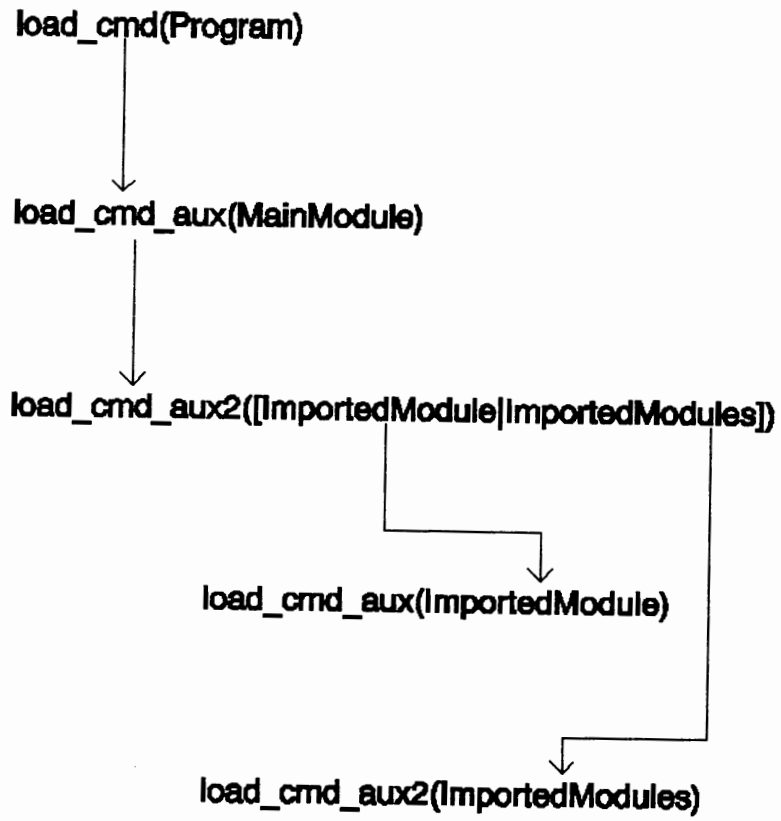 load_cmd(Program)
load_cmd_aux(MainModule)
load_cmd_aux2([ImportedModule|ImportedModules])
load_cmd_aux(ImportedModule)
load_cmd_aux2(ImportedModules)